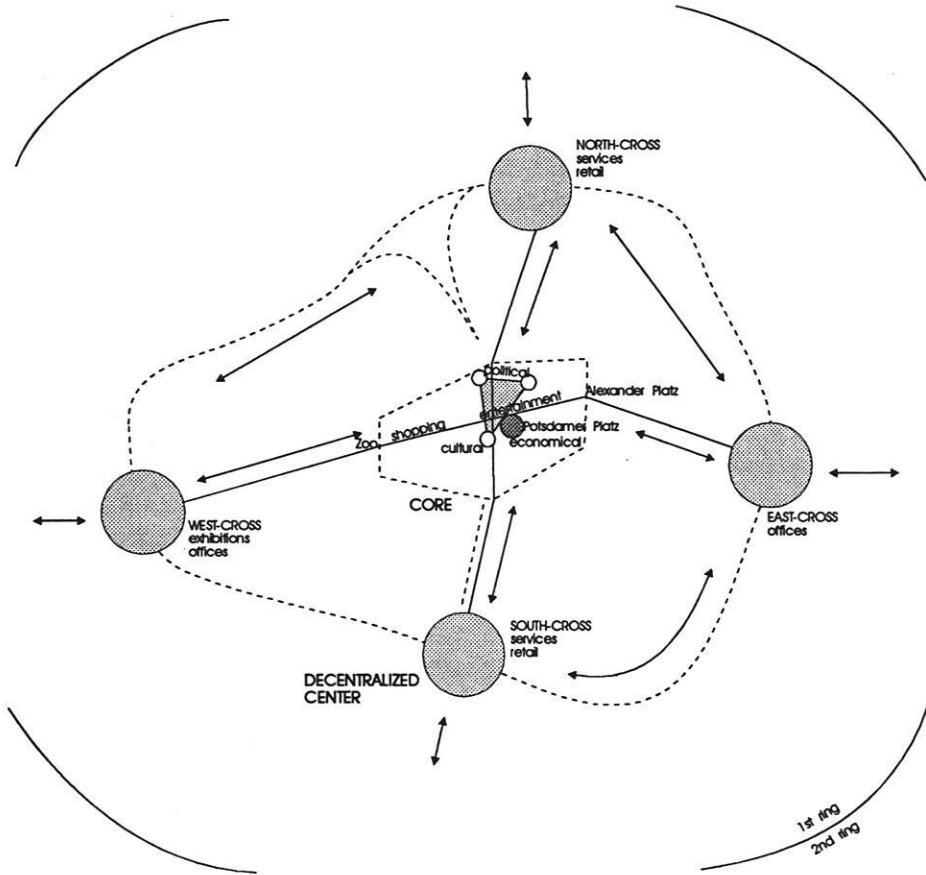 NORTH-CROSS
services
retail
political
Alexander Platz
entertainment
Zoo, shopping
Potsdamer Platz
cultural
economical
CORE
WEST-CROSS
exhibitions
offices
EAST-CROSS
offices
SOUTH-CROSS
services
retail
DECENTRALIZED
CENTER
1st ring
2nd ring